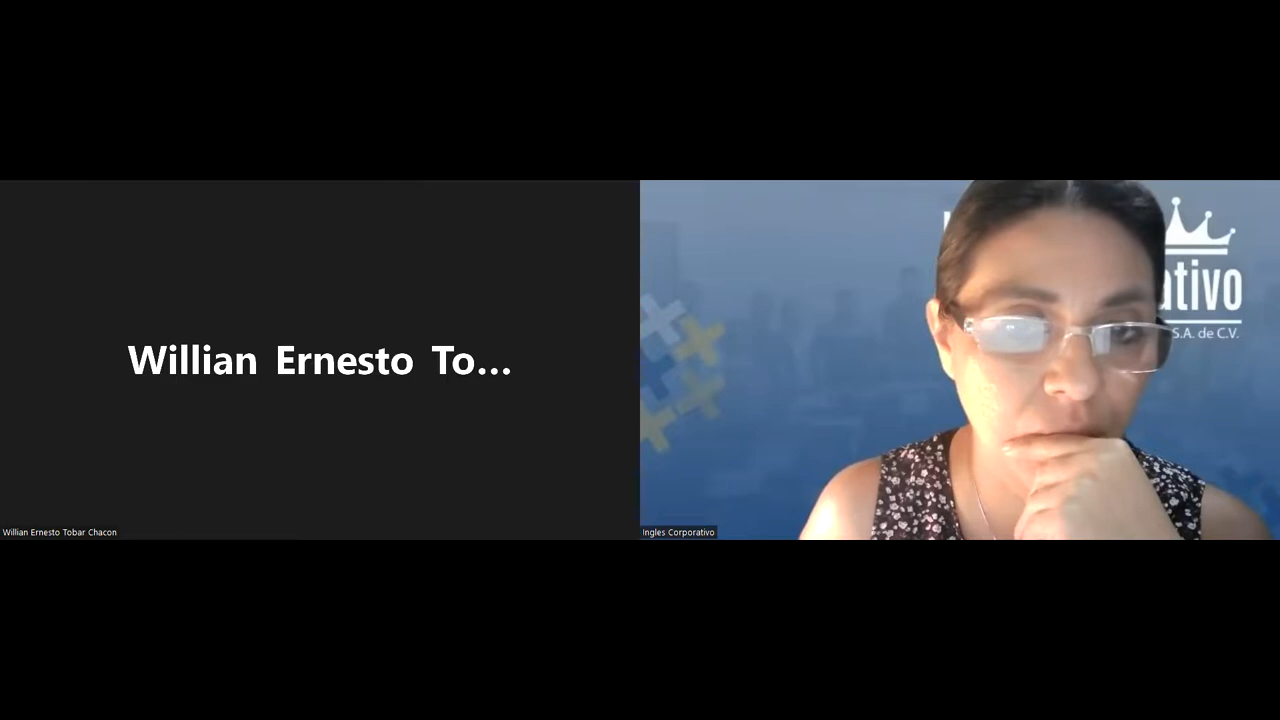 Willian Ernesto To...
ativo
S.A. de C.V.
Willian Ernesto Tobar Chacon
Ingles Corporativo